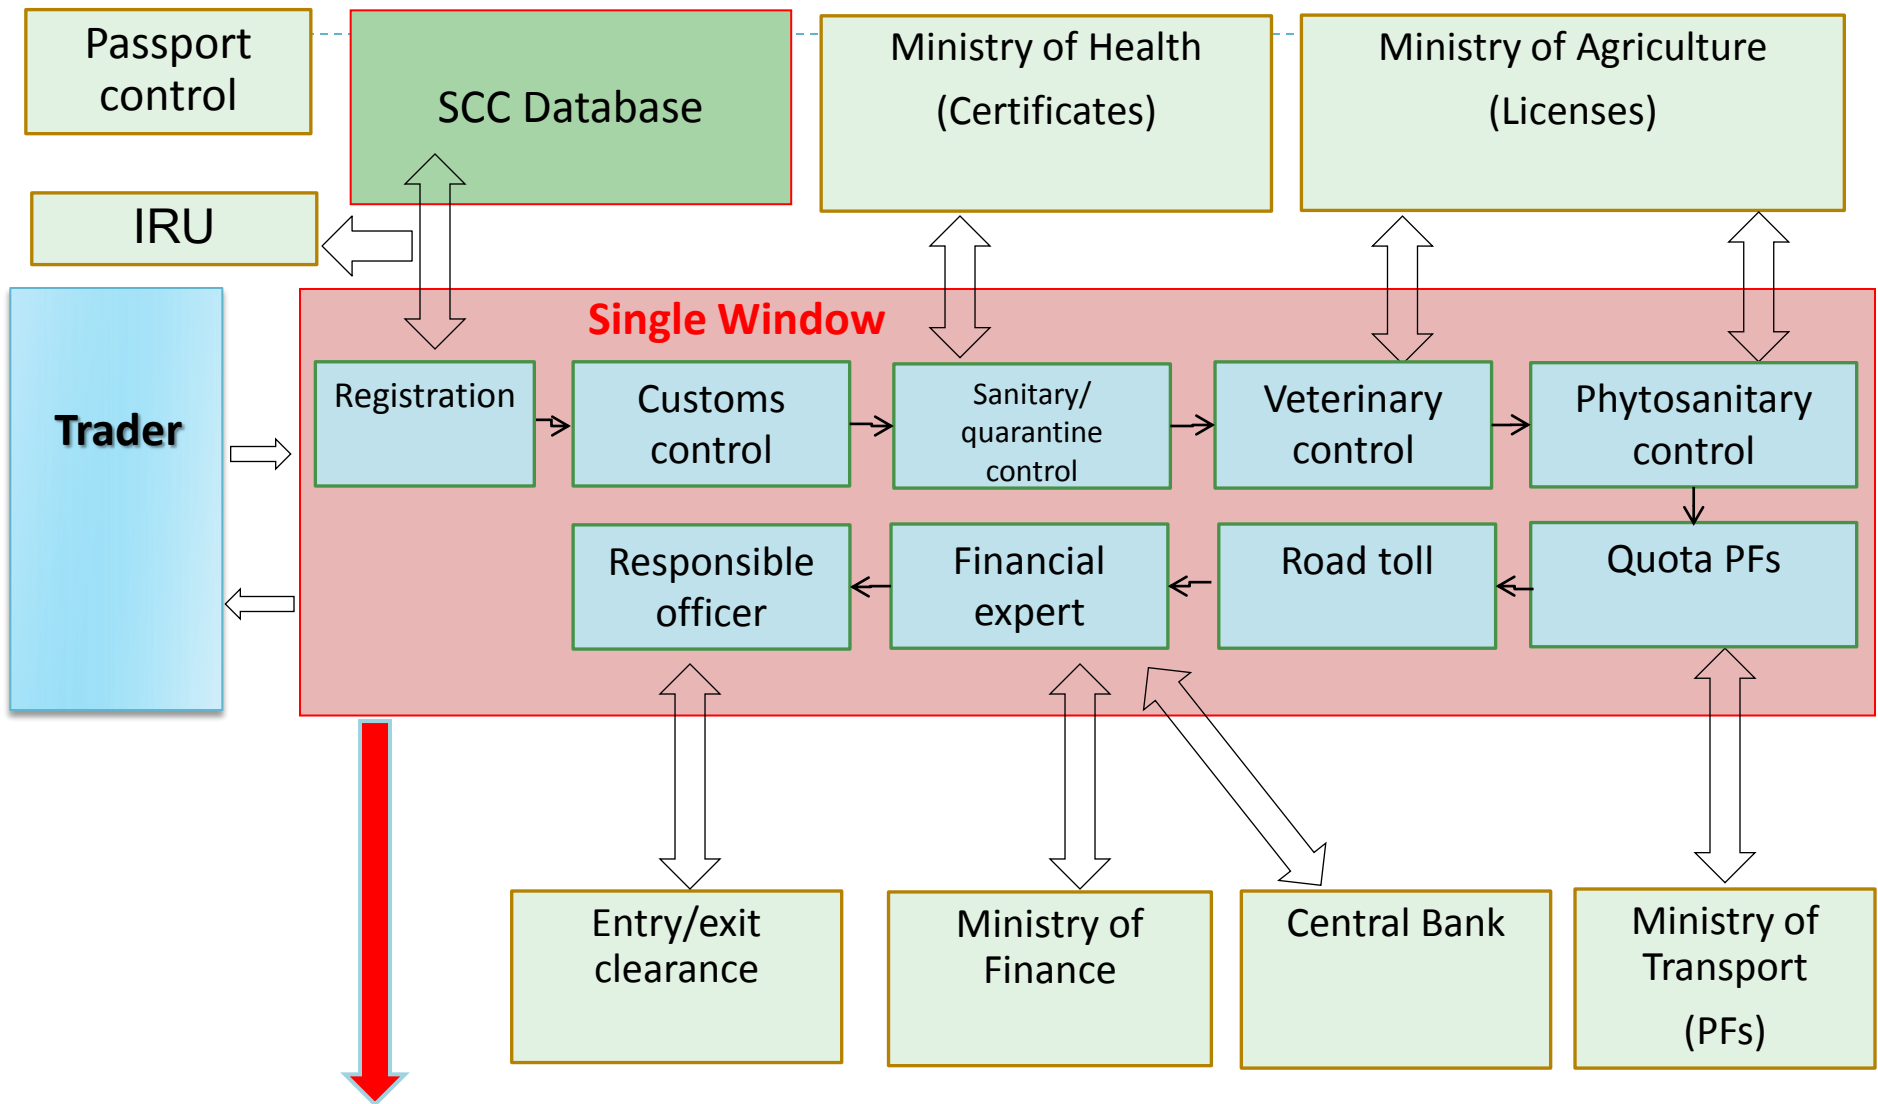 Passport
control
SCC Database
Ministry of Health
(Certificates)
Ministry of Agriculture
(Licenses)
IRU
Single Window
Trader
Registration
Customs
control
Sanitary/
quarantine
control
Veterinary
control
Phytosanitary
control
Responsible
officer
Financial
expert
Road toll
Quota PFs
Entry/exit
clearance
Ministry of
Finance
Central Bank
Ministry of
Transport
(PFs)